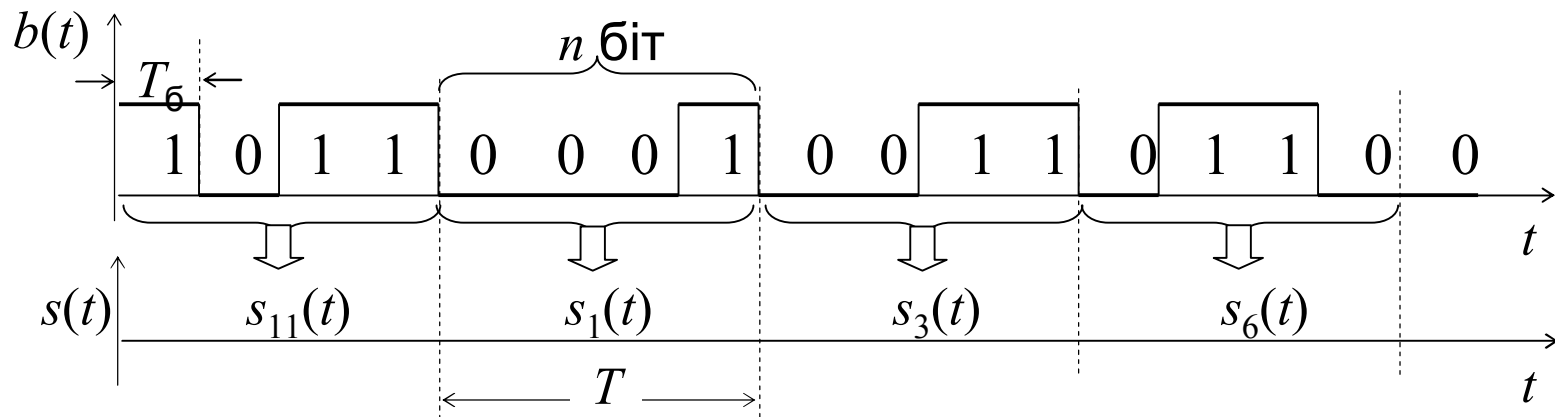 b(t)
n біт
Tб
1 0 1 1 0 0 0 1 0 0 1 1 0 1 1 0 0
t
s(t) s11(t) s1(t) s3(t) s6(t)
T
t